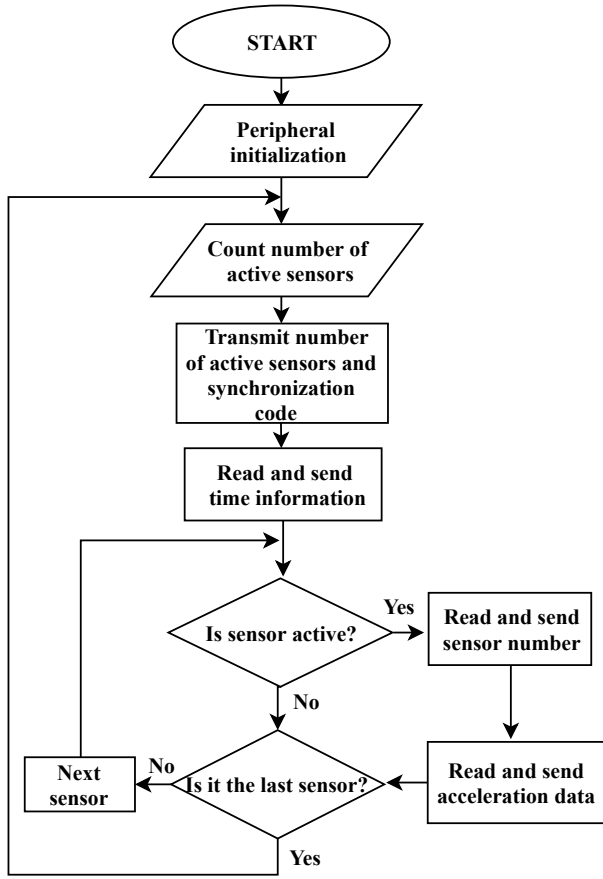 START
Peripheral
initialization
Count number of
active sensors
Transmit number
of active sensors and
synchronization
code
Read and send
time information
Is sensor active?
Yes
Read and send
sensor number
No
Read and send
acceleration data
Is it the last sensor?
No
Next
sensor
Yes